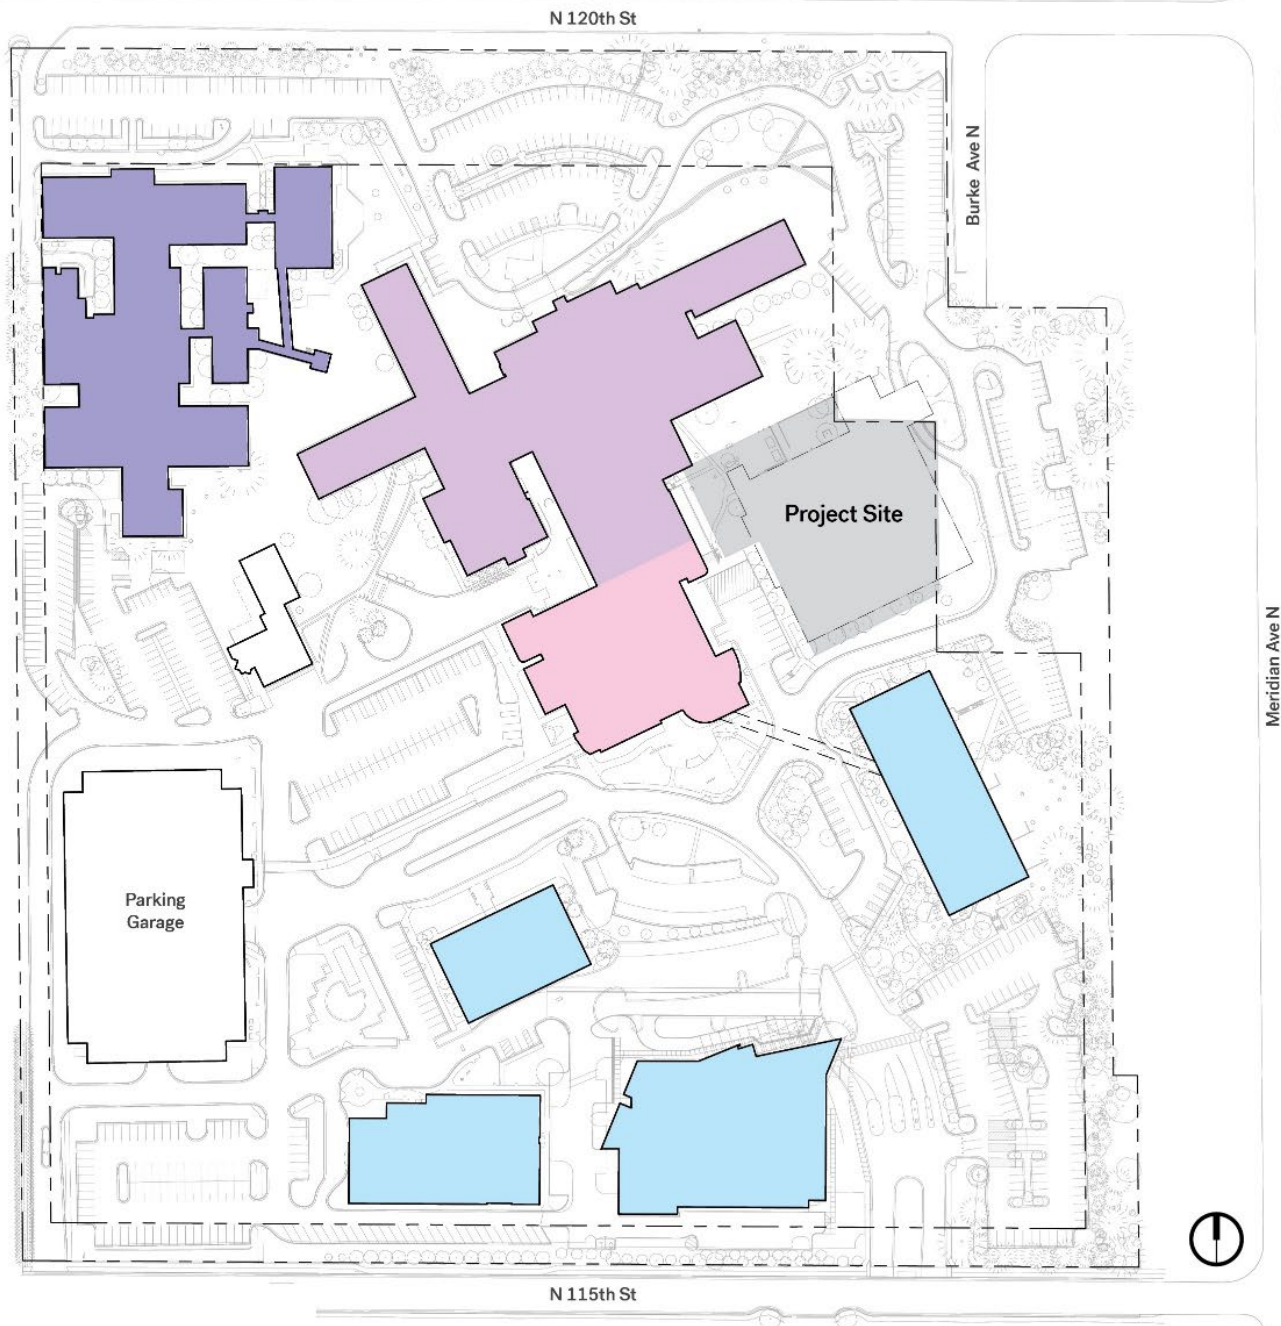 N 120th St
Burke Ave N
Project Site
Meridian Ave N
Parking
Garage
N 115th St